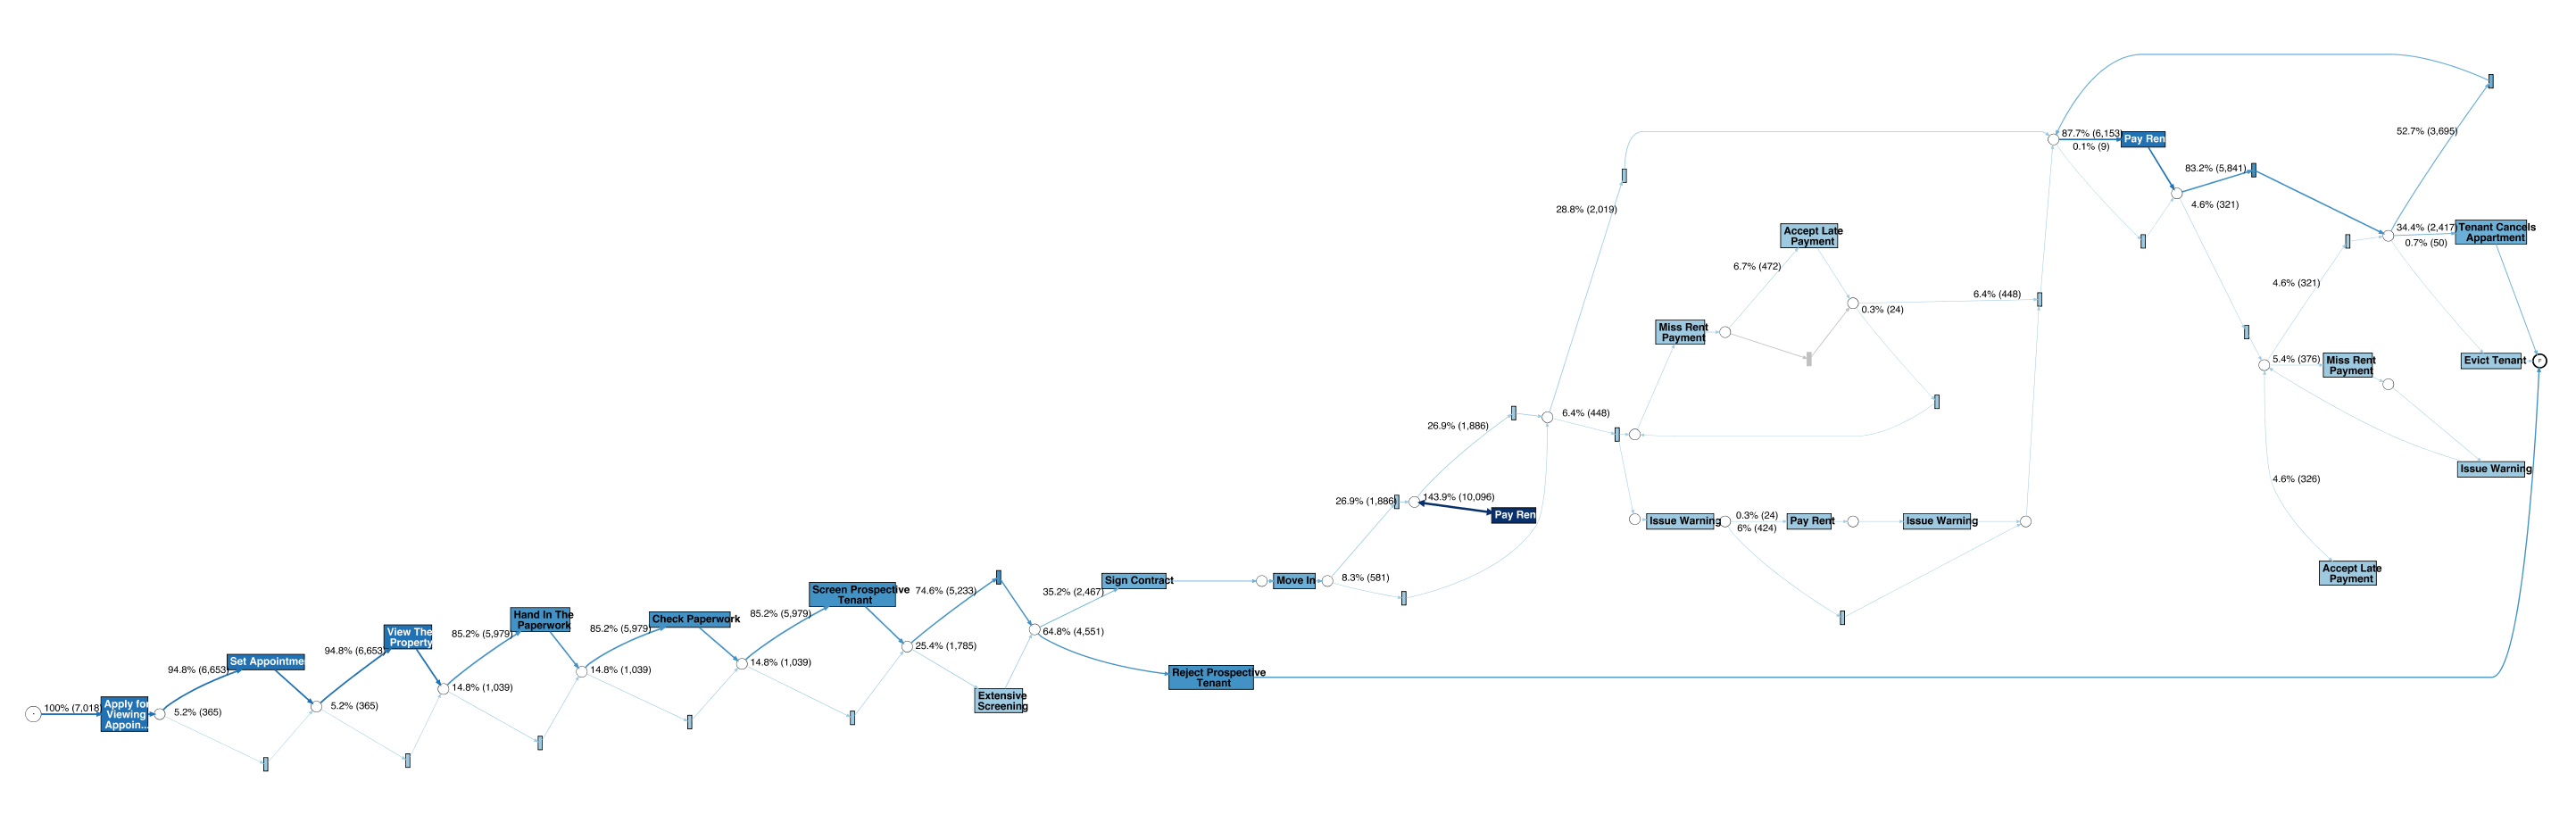 100% (7,018)
Apply for
Viewing
Appoin...
94.8% (6,653)
5.2% (365)
Set Appointme
94.8% (6,653)
5.2% (365)
View The
Property
85.2% (5,979)
14.8% (1,039)
Hand In The
Paperwork
85.2% (5,979)
14.8% (1,039)
Check Paperwork
85.2% (5,979)
14.8% (1,039)
Screen Prospective
Tenant
74.6% (5,233)
25.4% (1,785)
Extensive
Screening
35.2% (2,467)
64.8% (4,551)
Sign Contract
Reject Prospective
Tenant
Move In
26.9% (1,886)
8.3% (581)
26.9% (1,886)
143.9% (10,096)
Pay Ren
28.8% (2,019)
6.4% (448)
Miss Rent
Payment
6.7% (472)
Accept Late
Payment
0.3% (24)
6.4% (448)
Issue Warning
0.3% (24)
6% (424)
Pay Rent
Issue Warning
87.7% (6,153)
0.1% (9)
Pay Ren
83.2% (5,841)
4.6% (321)
4.6% (321)
5.4% (376)
Miss Rent
Payment
4.6% (326)
Accept Late
Payment
Issue Warning
52.7% (3,695)
34.4% (2,417)
0.7% (50)
Tenant Cancels
Appartment
Evict Tenant